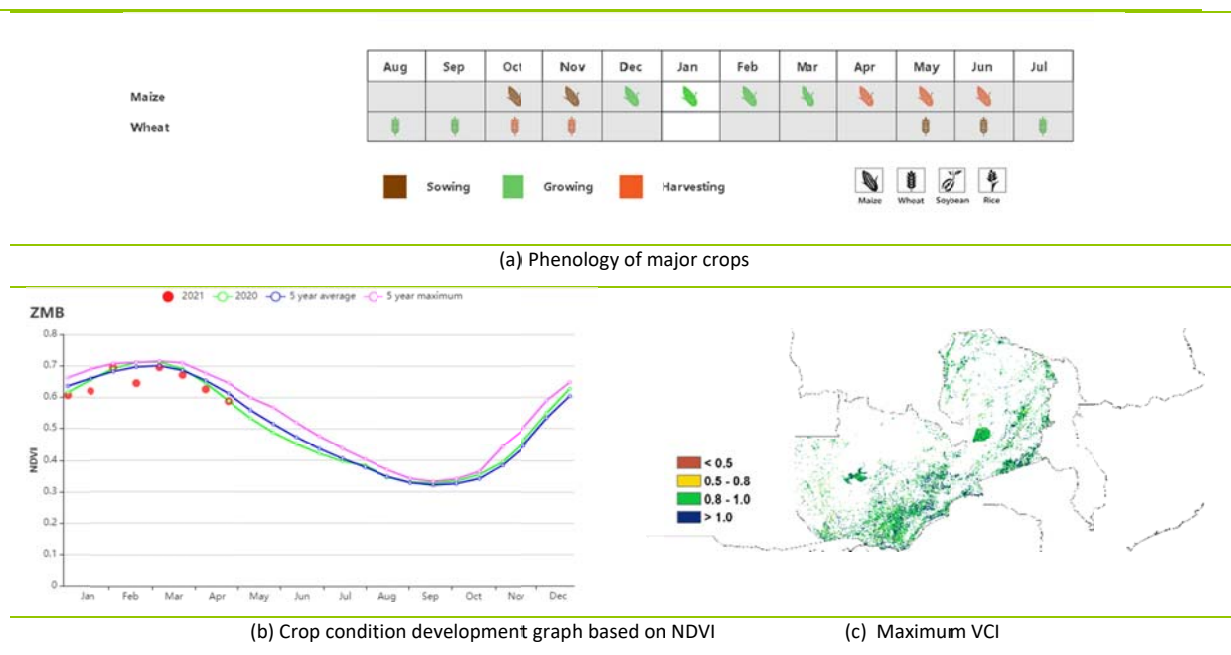 Aug Sep Oct Nov Dec Jan Feb Mar Apr May Jun Jul
Maize
Wheat
Sowing Growing Harvesting
Maize Wheat Soybean Rice
(a) Phenology of major crops
2021 2020 5 year average 5 year maximum
ZMB
0.8
0.7
0.6
0.5
0.4
0.3
0.2
0.1
0
NDVI
Jan Feb Mar Apr May Jun Jul Aug Sep Oct Nov Dec
< 0.5
0.5 - 0.8
0.8 - 1.0
> 1.0
(b) Crop condition development graph based on NDVI (c) Maximum VCI